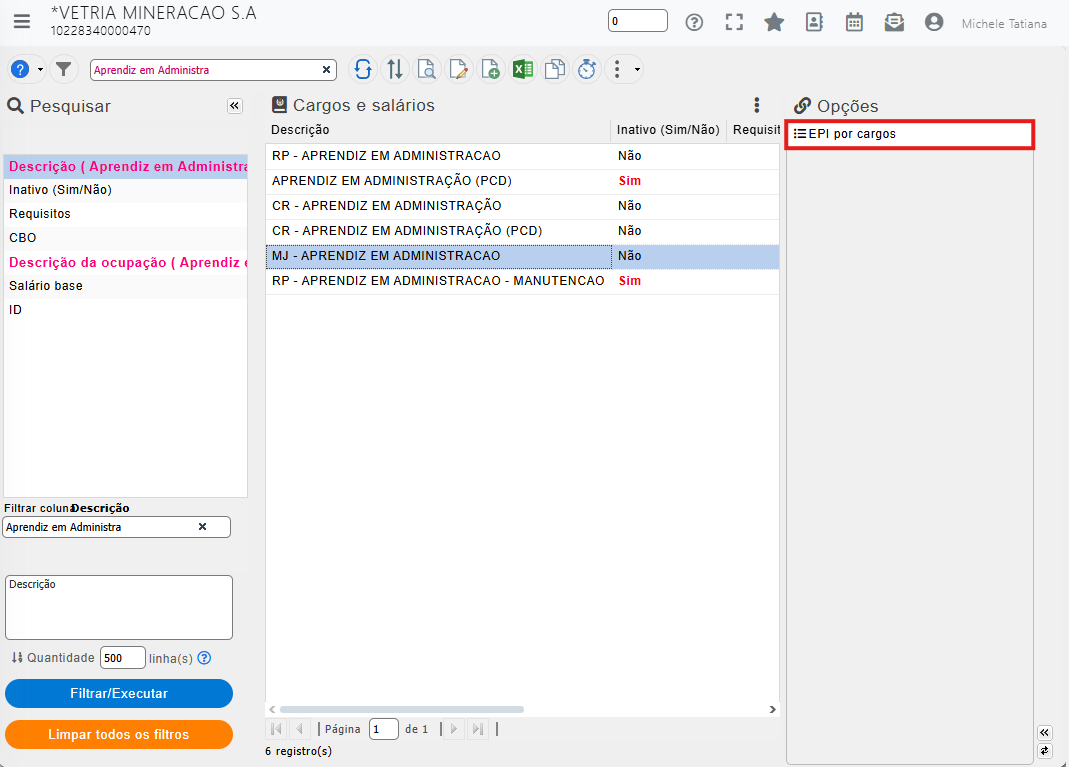 *VETRIA MINERACAO S.A
10228340000470
0
Michele Tatiana
Aprendiz em Administra
Pesquisar
Descrição ( Aprendiz em Administra
Inativo (Sim/Não)
Requisitos
CBO
Descrição da ocupação ( Aprendiz e
Salário base
ID
Filtrar coluna
Descrição
Aprendiz em Administra
Descrição
Quantidade 500 linha(s)
Filtrar/Executar
Limpar todos os filtros
Cargos e salários
Descrição Inativo (Sim/Não) Requisit
RP - APRENDIZ EM ADMINISTRACAO Não
APRENDIZ EM ADMINISTRAÇÃO (PCD) Sim
CR - APRENDIZ EM ADMINISTRAÇÃO Não
CR - APRENDIZ EM ADMINISTRAÇÃO (PCD) Não
MJ - APRENDIZ EM ADMINISTRACAO Não
RP - APRENDIZ EM ADMINISTRACAO - MANUTENCAO Sim
Página 1 de 1
6 registro(s)
Opções
EPI por cargos